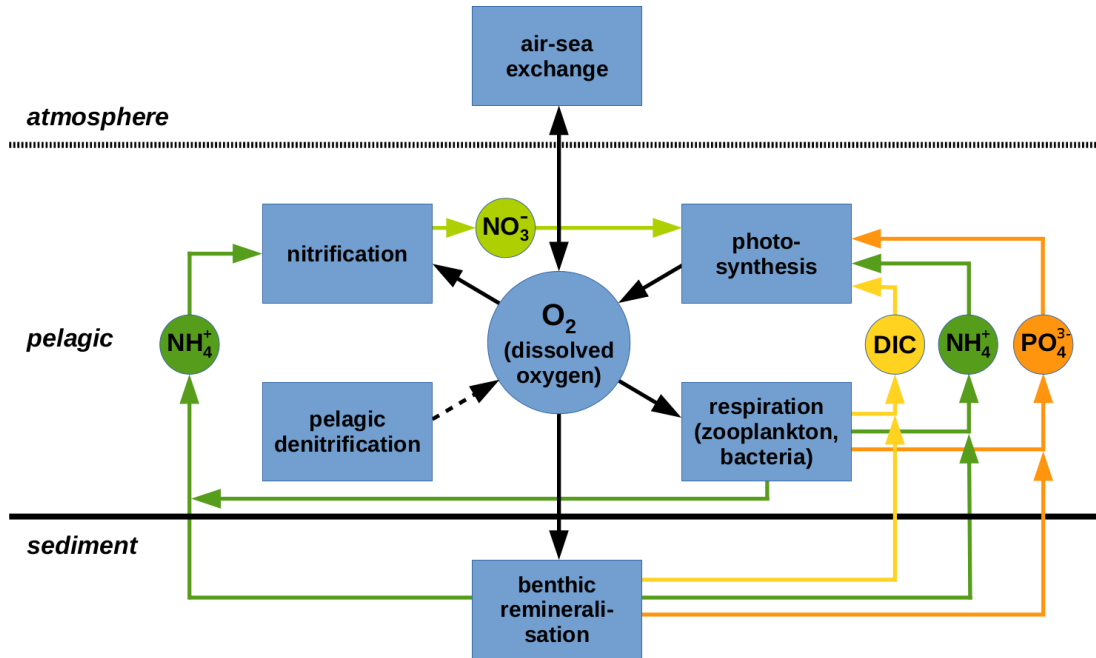 air-sea
exchange
atmosphere
nitrification
NO₃⁻
photo-
synthesis
pelagic
NH₄⁺
O₂
(dissolved
oxygen)
DIC
NH₄⁺
PO₄³⁻
pelagic
denitrification
respiration
(zooplankton,
bacteria)
sediment
benthic
reminerali-
sation